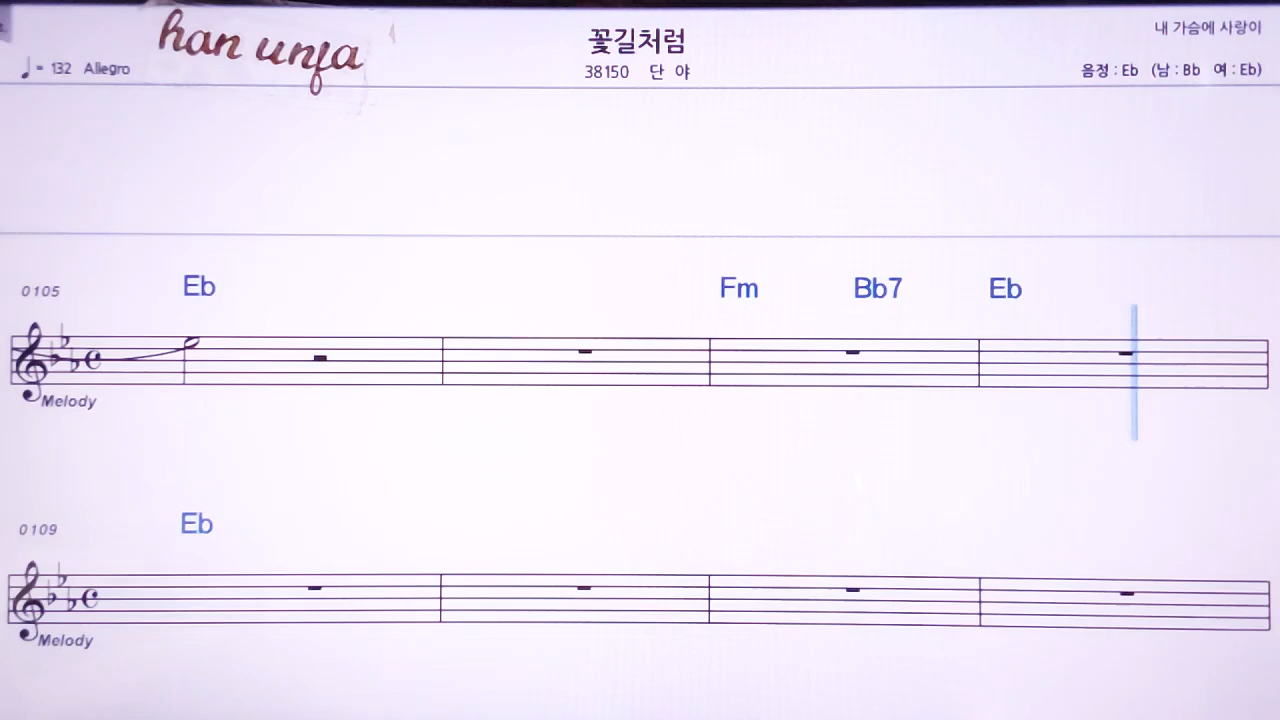 han unfa
꽃길처럼
내 가슴에 사랑이
♩= 132 Allegro
38150 단 야
음정 : Eb (남 : Bb 여 : Eb)
0105 Eb Fm Bb7 Eb
Melody
0109 Eb
Melody